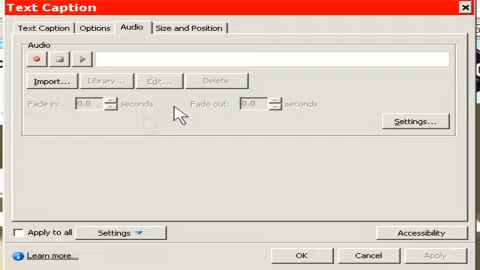 Text Caption
Text Caption Options Audio Size and Position
Audio
Import... Library... Edit... Delete
Fade in: 0.0 seconds Fade out: 0.0 seconds
Settings...
Apply to all Settings Accessibility
Learn more... OK Cancel Apply